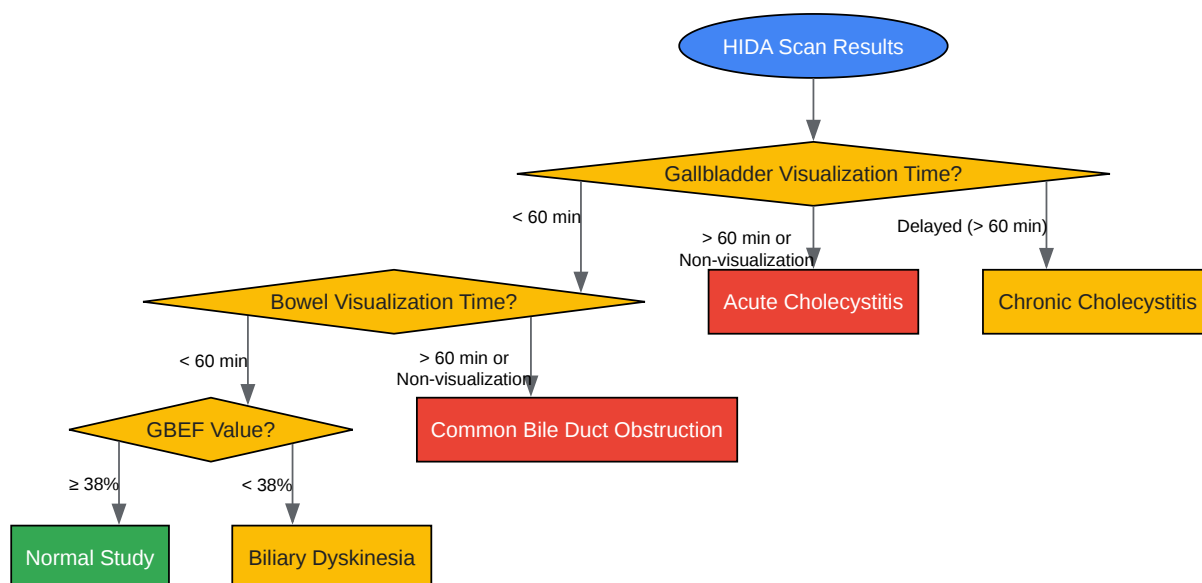 HIDA Scan Results
Gallbladder Visualization Time?
< 60 min
> 60 min or
Non-visualization
Delayed (> 60 min)
Bowel Visualization Time?
Acute Cholecystitis
Chronic Cholecystitis
< 60 min
> 60 min or
Non-visualization
GBEF Value?
Common Bile Duct Obstruction
≥ 38%
< 38%
Normal Study
Biliary Dyskinesia